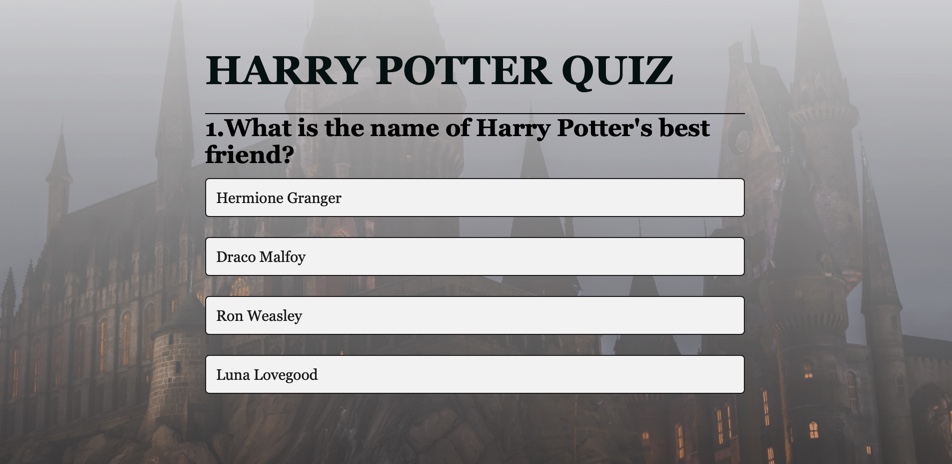 HARRY POTTER QUIZ
1.What is the name of Harry Potter's best
friend?
Hermione Granger
Draco Malfoy
Ron Weasley
Luna Lovegood